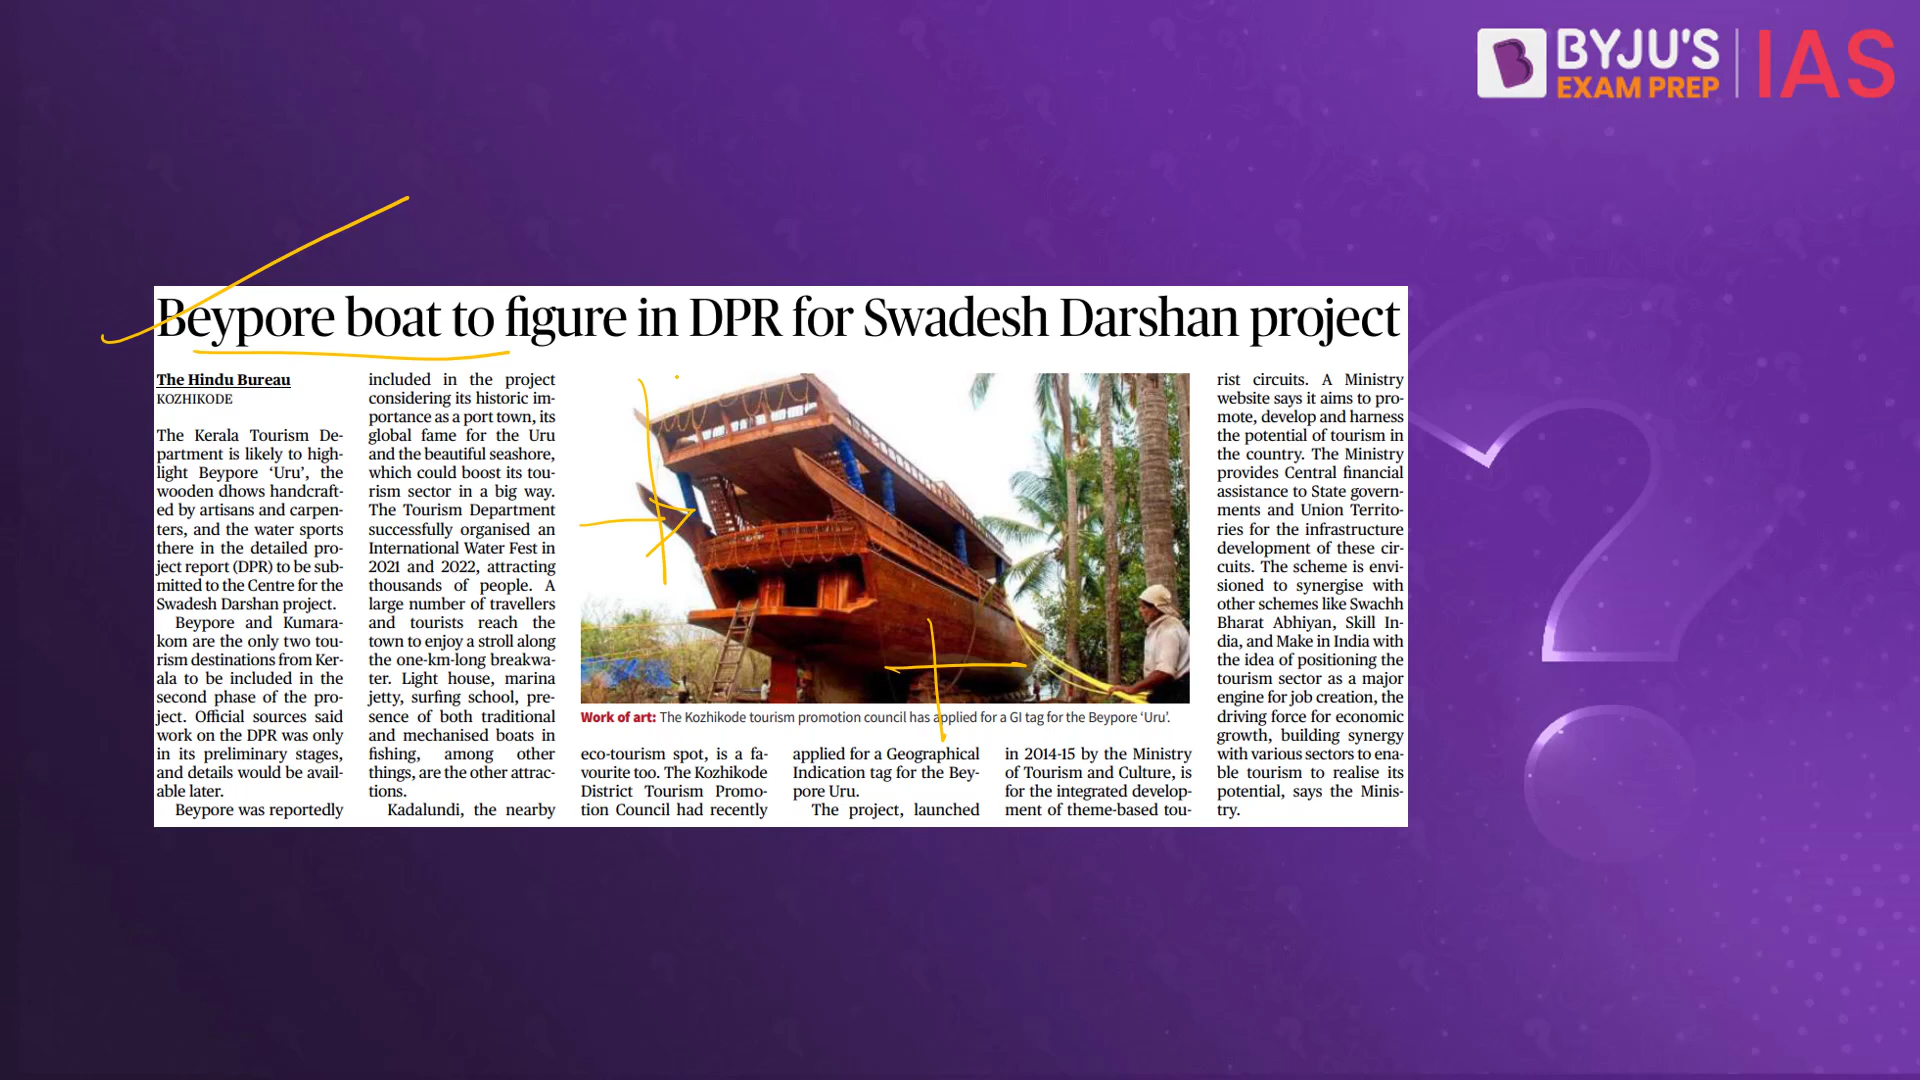 BYJU'S
EXAM PREP
IAS
Beypore boat to figure in DPR for Swadesh Darshan project
The Hindu Bureau
KOZHIKODE
The Kerala Tourism De-
partment is likely to high-
light Beypore ‘Uru’, the
wooden dhows handcraft-
ed by artisans and carpen-
ters, and the water sports
there in the detailed pro-
ject report (DPR) to be sub-
mitted to the Centre for the
Swadesh Darshan project.
Beypore and Kumara-
kom are the only two tou-
rism destinations from Ker-
ala to be included in the
second phase of the pro-
ject. Official sources said
work on the DPR was only
in its preliminary stages,
and details would be avail-
able later.
Beypore was reportedly
included in the project
considering its historic im-
portance as a port town, its
global fame for the Uru
and the beautiful seashore,
which could boost its tou-
rism sector in a big way.
The Tourism Department
successfully organised an
International Water Fest in
2021 and 2022, attracting
thousands of people. A
large number of travellers
and tourists reach the
town to enjoy a stroll along
the one-km-long breakwa-
ter. Light house, marina
jetty, surfing school, pre-
sence of both traditional
and mechanised boats in
fishing, among other
things, are the other attrac-
tions.
Kadalundi, the nearby
Work of art: The Kozhikode tourism promotion council has applied for a GI tag for the Beypore ‘Uru’.
eco-tourism spot, is a fa-
vourite too. The Kozhikode
District Tourism Promo-
tion Council had recently
applied for a Geographical
Indication tag for the Bey-
pore Uru.
The project, launched
in 2014-15 by the Ministry
of Tourism and Culture, is
for the integrated develop-
ment of theme-based tou-
rist circuits. A Ministry
website says it aims to pro-
mote, develop and harness
the potential of tourism in
the country. The Ministry
provides Central financial
assistance to State govern-
ments and Union Territo-
ries for the infrastructure
development of these cir-
cuits. The scheme is envi-
sioned to synergise with
other schemes like Swachh
Bharat Abhiyan, Skill In-
dia, and Make in India with
the idea of positioning the
tourism sector as a major
engine for job creation, the
driving force for economic
growth, building synergy
with various sectors to ena-
ble tourism to realise its
potential, says the Minis-
try.